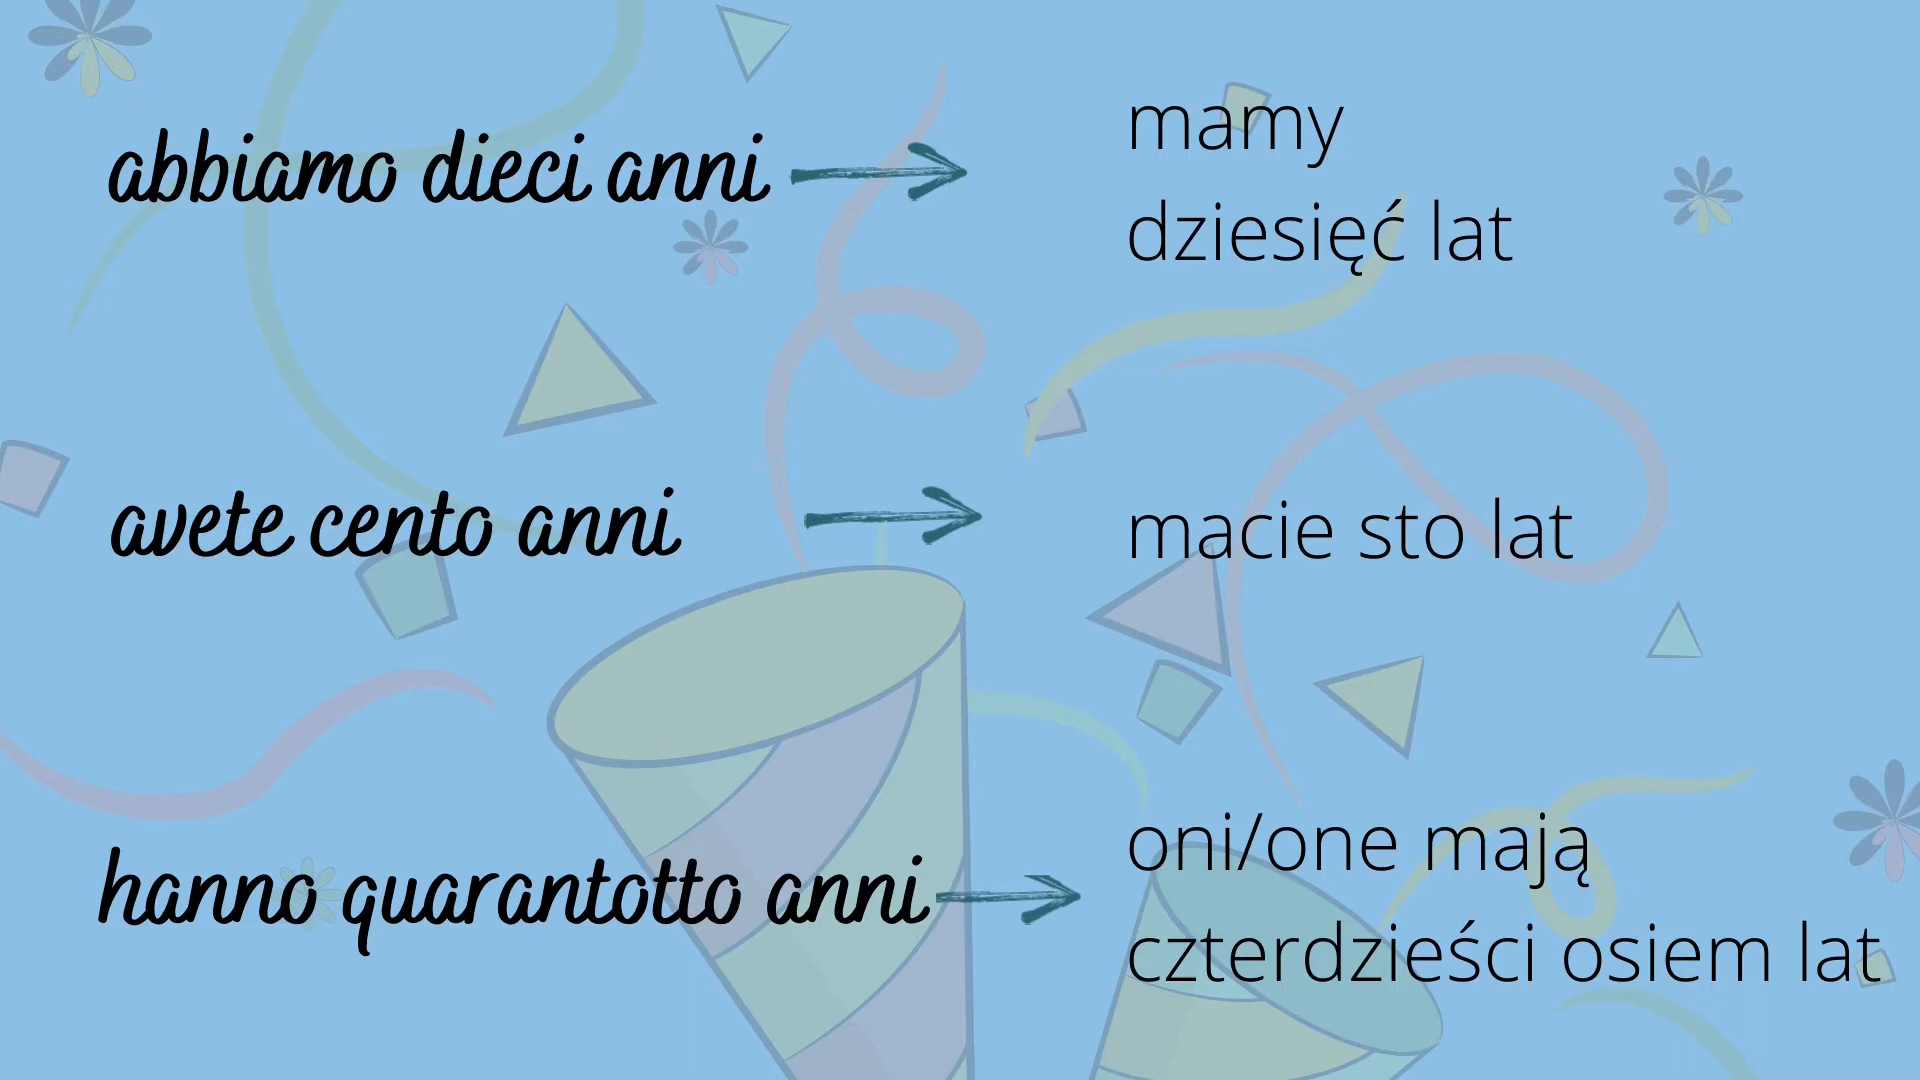 abbiamo dieci anni
mamy
dziesięć lat
avete cento anni
macie sto lat
hanno quarantotto anni
oni/one mają
czterdzieści osiem lat